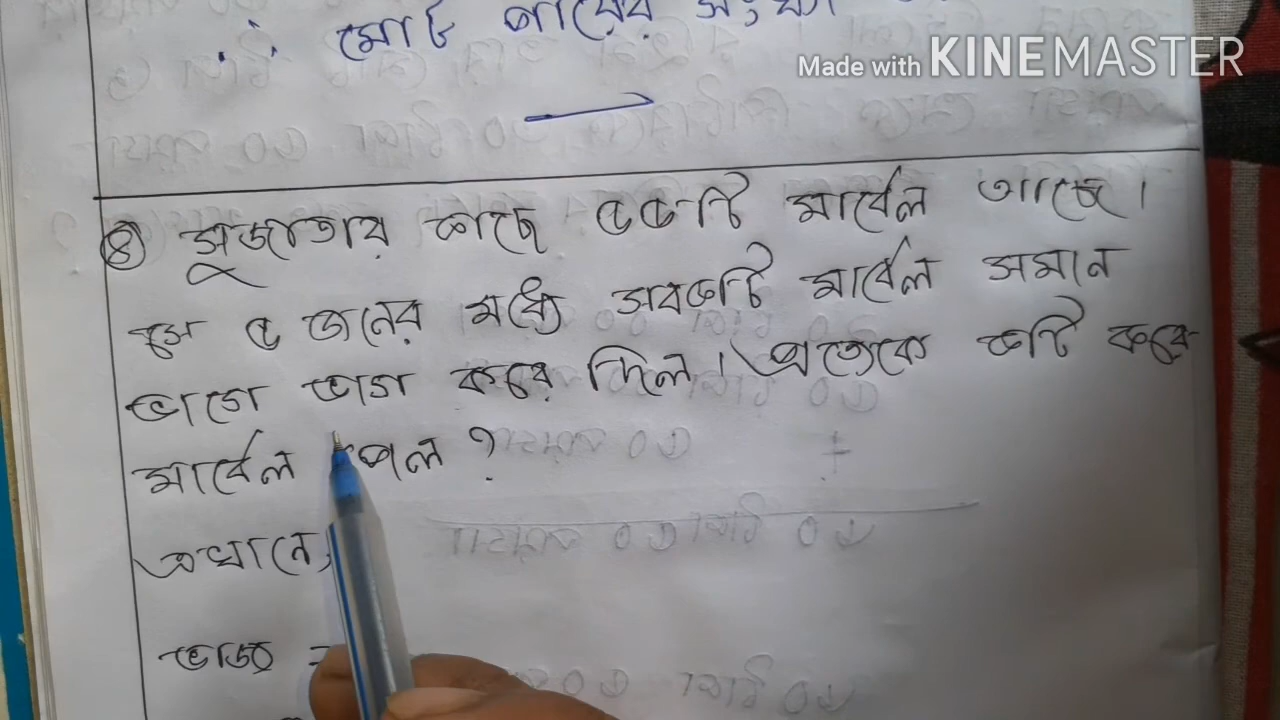 ∴ মোট পায়ের সংখ্যা
Made with KINEMASTER
৪) সুজাতার কাছে ৫৫টি মার্বেল আছে।
সে ৫ জনের মধ্যে সবকটি মার্বেল সমান
ভাগে ভাগ করে দিল। প্রত্যেকে কটি করে
মার্বেল পেল ?
এখানে,
ভাজ্য =